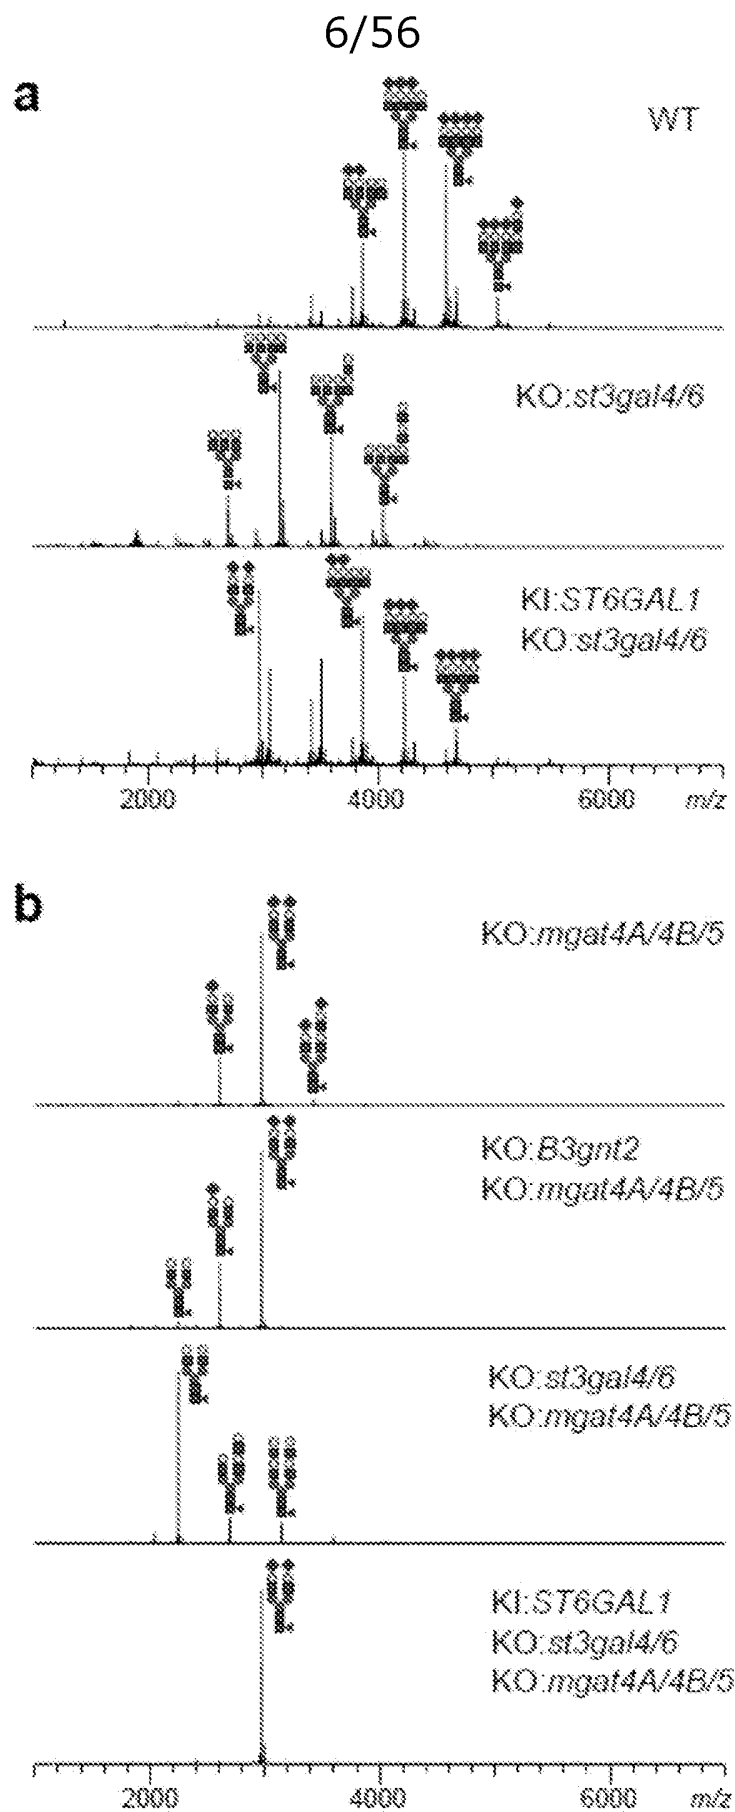 6/56
a
WT
KO:st3gal4/6
KI:ST6GAL1
KO:st3gal4/6
2000 4000 6000 m/z
b
KO:mgat4A/4B/5
KO:B3gnt2
KO:mgat4A/4B/5
KO:st3gal4/6
KO:mgat4A/4B/5
KI:ST6GAL1
KO:st3gal4/6
KO:mgat4A/4B/5
2000 4000 6000 m/z